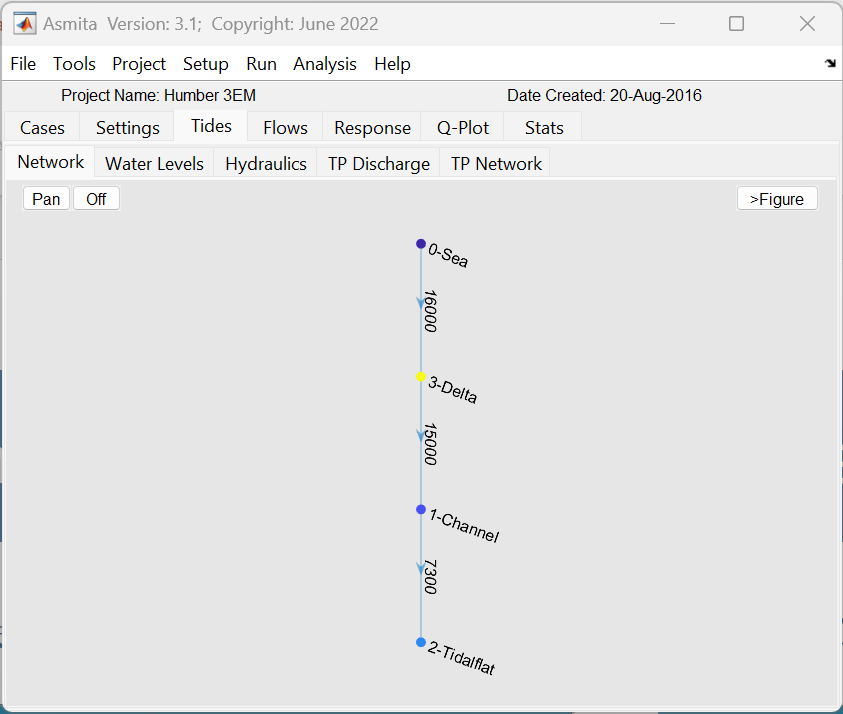 Asmita Version: 3.1; Copyright: June 2022
File Tools Project Setup Run Analysis Help
Project Name: Humber 3EM Date Created: 20-Aug-2016
Cases Settings Tides Flows Response Q-Plot Stats
Network Water Levels Hydraulics TP Discharge TP Network
Pan Off >Figure
0-Sea
16000
3-Delta
15000
1-Channel
7300
2-Tidalflat